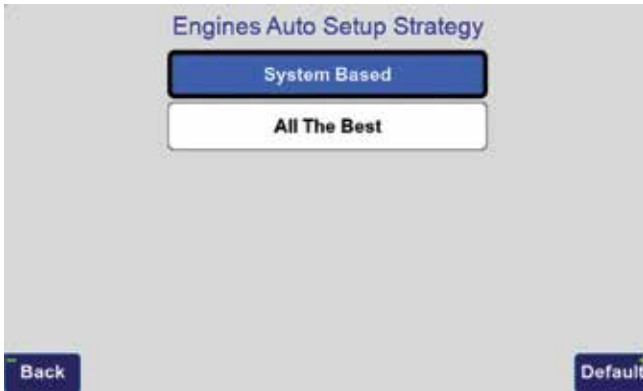 Engines Auto Setup Strategy
System Based
All The Best
Back
Default